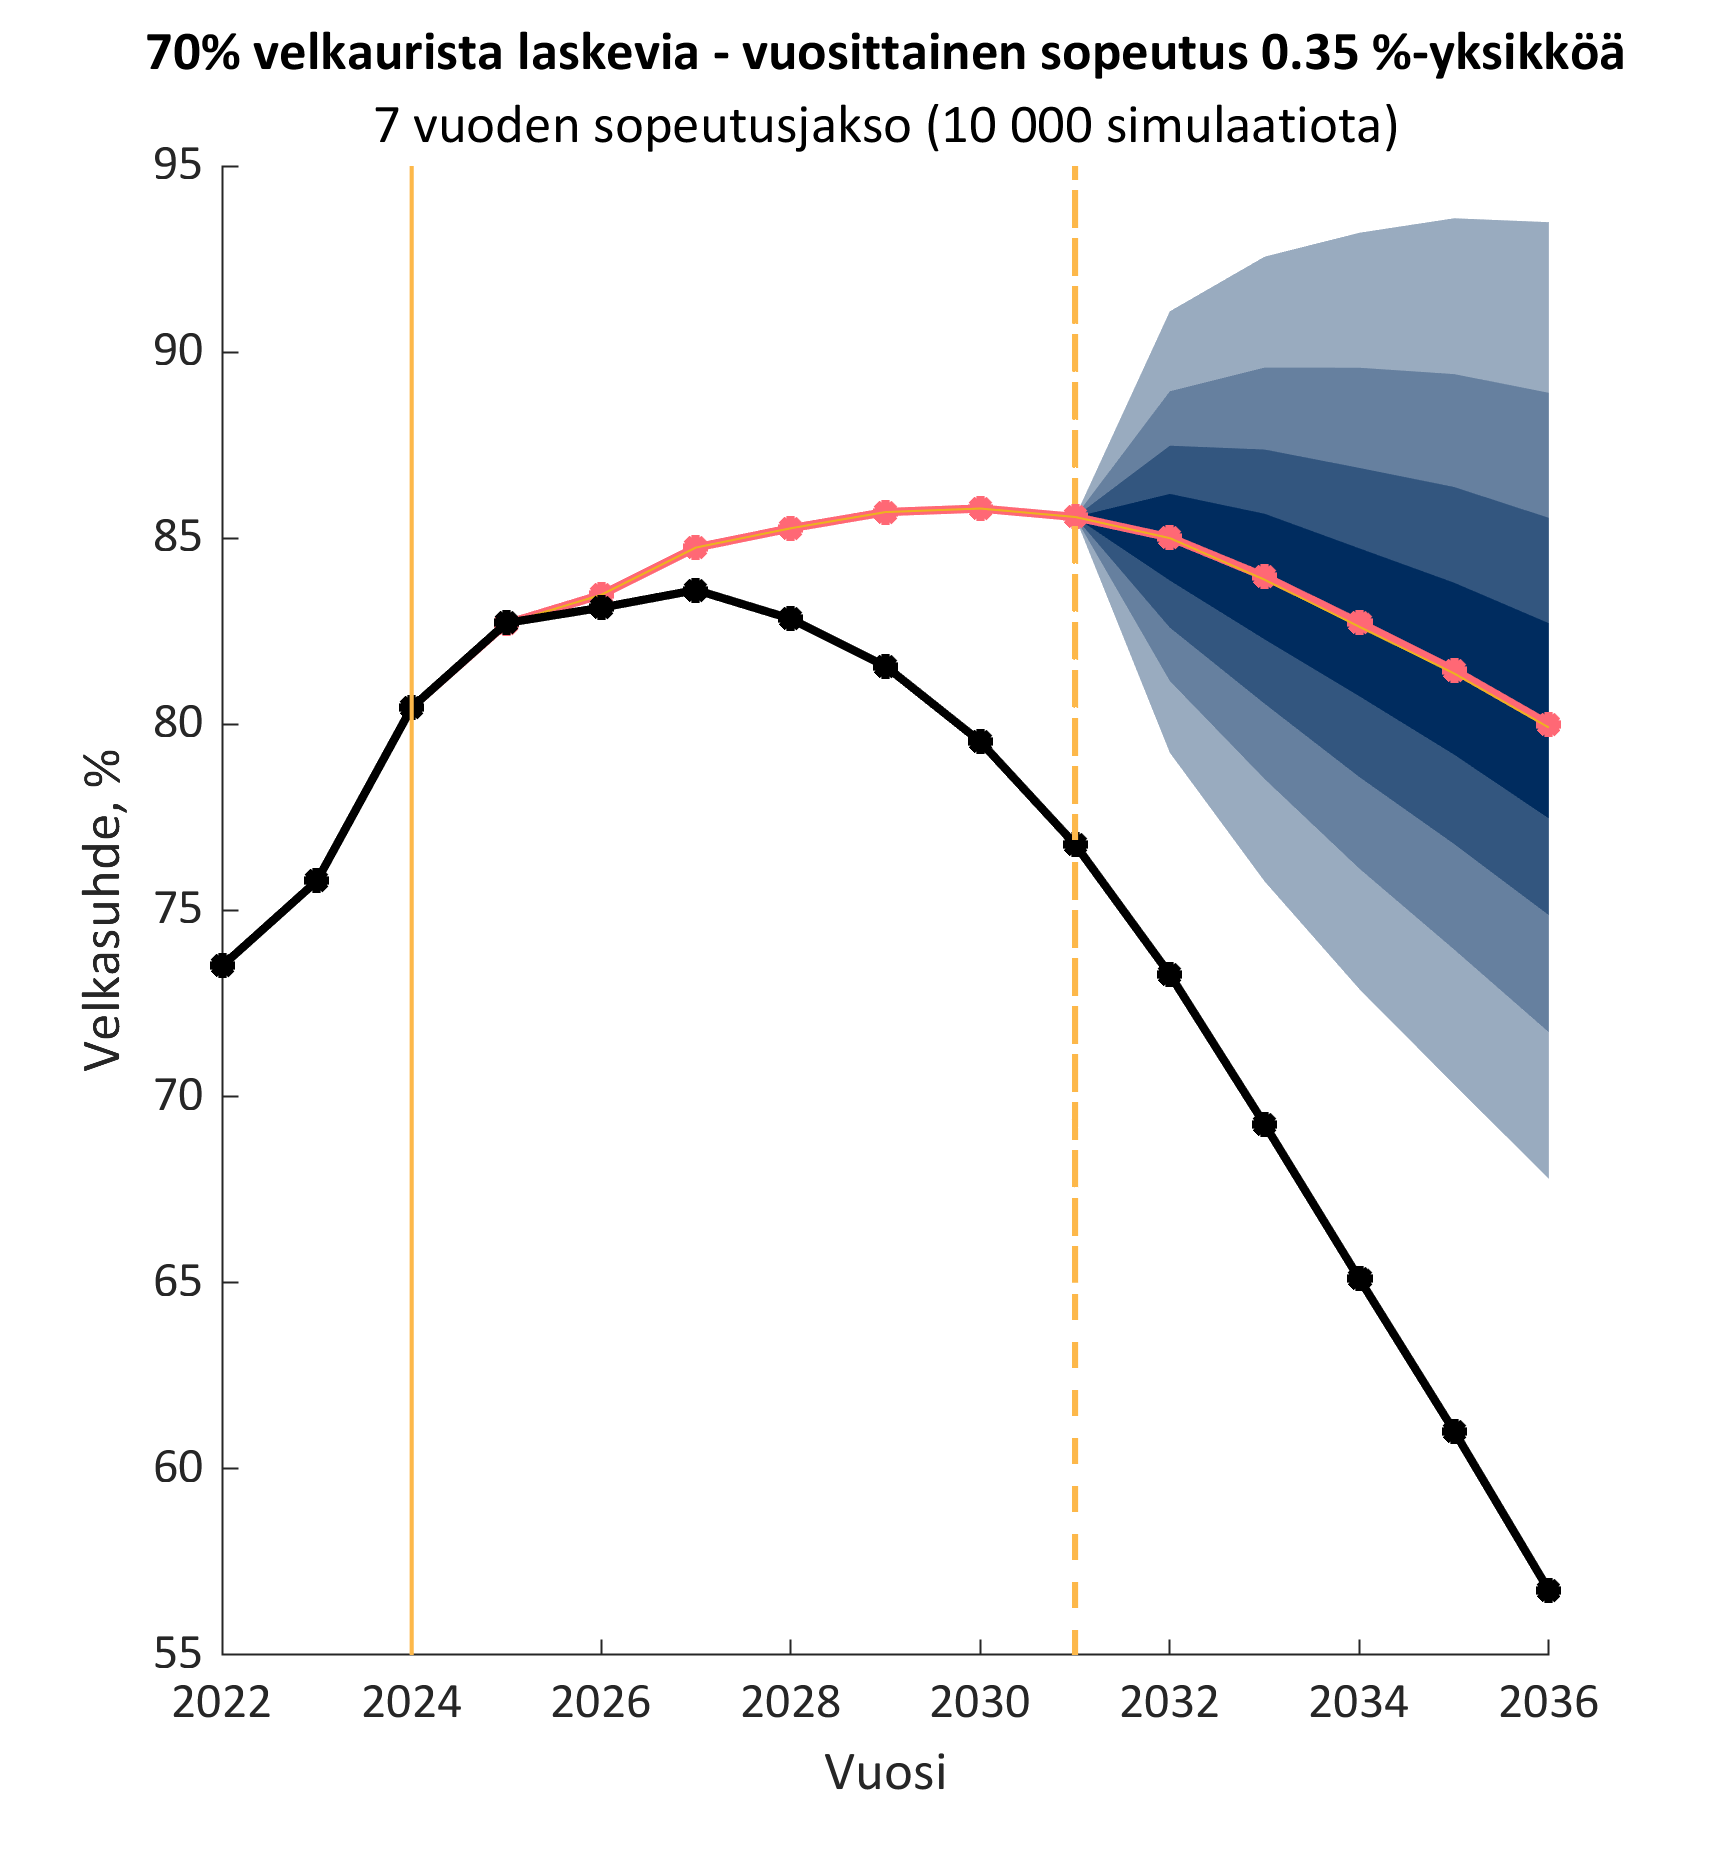 70% velkaurista laskevia - vuosittainen sopeutus 0.35 %-yksikköä
7 vuoden sopeutusjakso (10 000 simulaatiota)
95
90
85
80
75
70
65
60
55
Velkasuhde, %
2022 2024 2026 2028 2030 2032 2034 2036
Vuosi